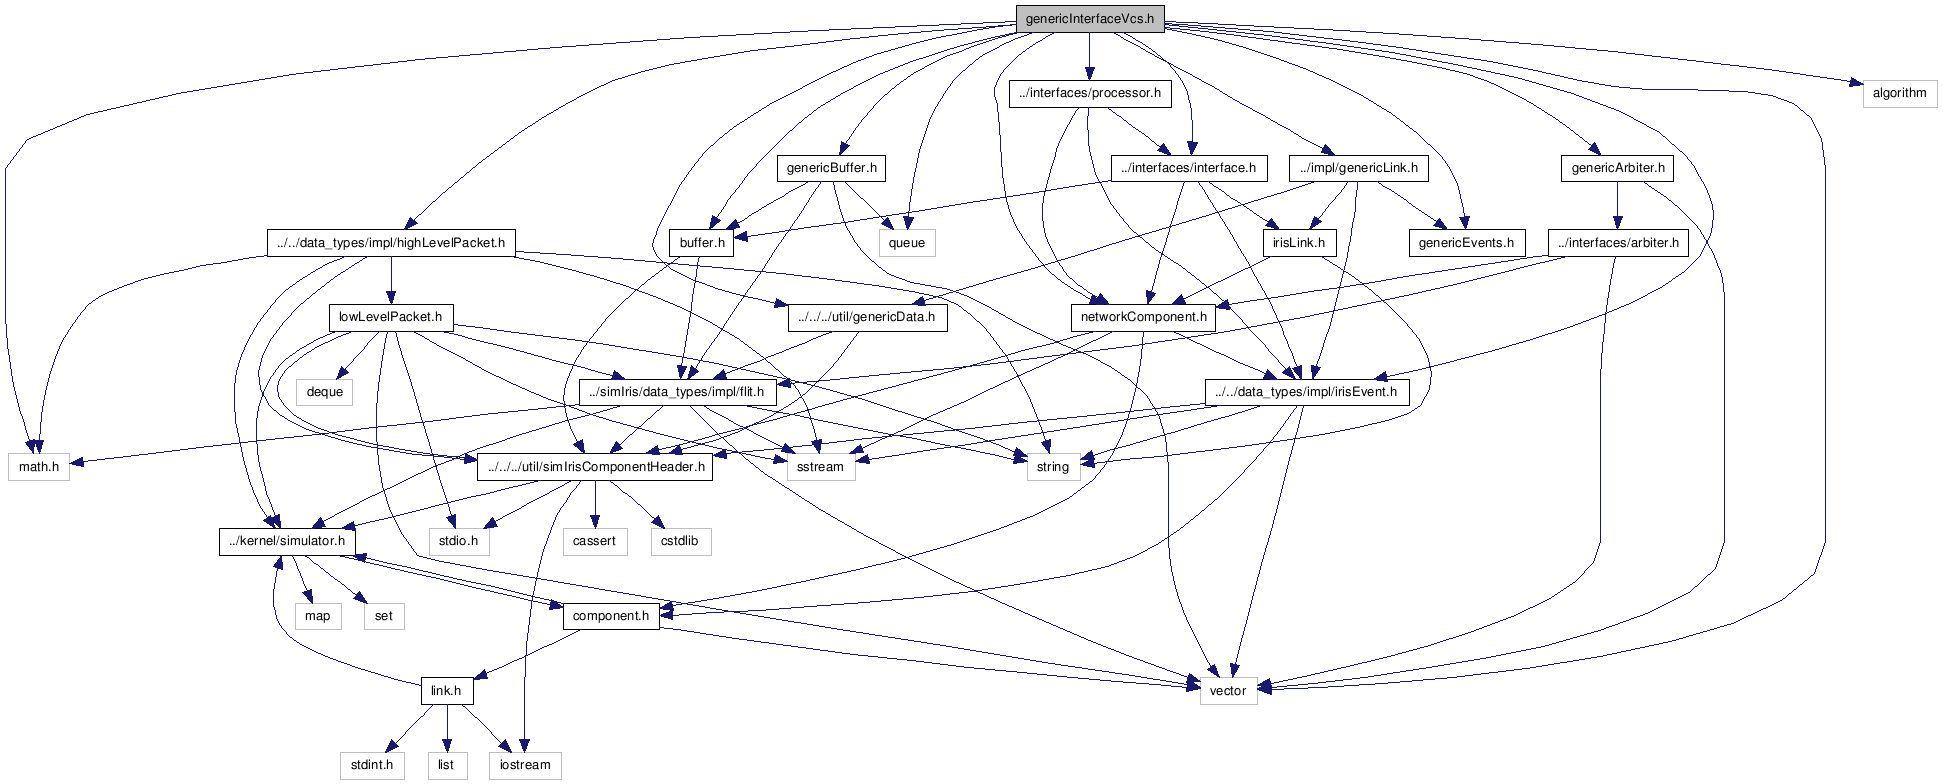 genericInterfaceVcs.h
../interfaces/processor.h
algorithm
genericBuffer.h
../interfaces/interface.h
../impl/genericLink.h
genericArbiter.h
../../data_types/impl/highLevelPacket.h
buffer.h
queue
irisLink.h
genericEvents.h
../interfaces/arbiter.h
lowLevelPacket.h
../../../util/genericData.h
networkComponent.h
deque
../simIris/data_types/impl/flit.h
../../data_types/impl/irisEvent.h
math.h
../../../util/simIrisComponentHeader.h
sstream
string
../kernel/simulator.h
stdio.h
cassert
cstdlib
map
set
component.h
link.h
vector
stdint.h
list
iostream